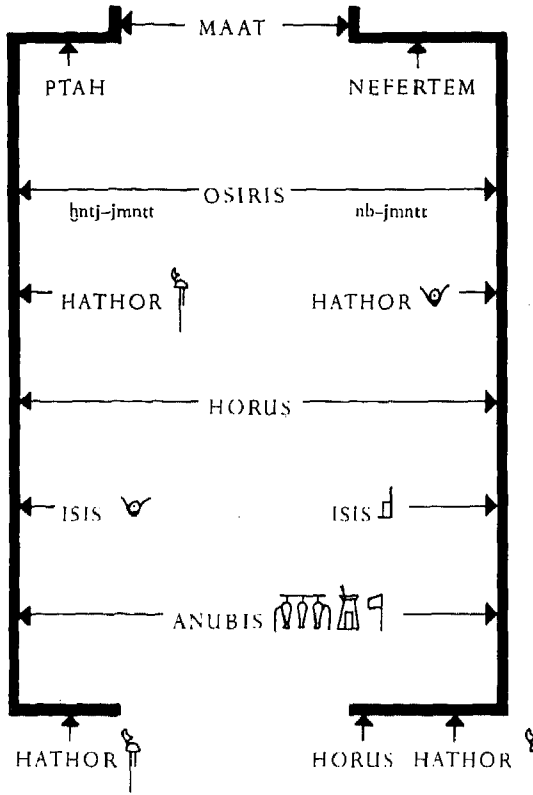 MAAT
PTAH NEFERTEM
OSIRIS
ḫntj–jmntt nb–jmntt
HATHOR HATHOR
HORUS
ISIS ISIS
ANUBIS
HATHOR HORUS HATHOR